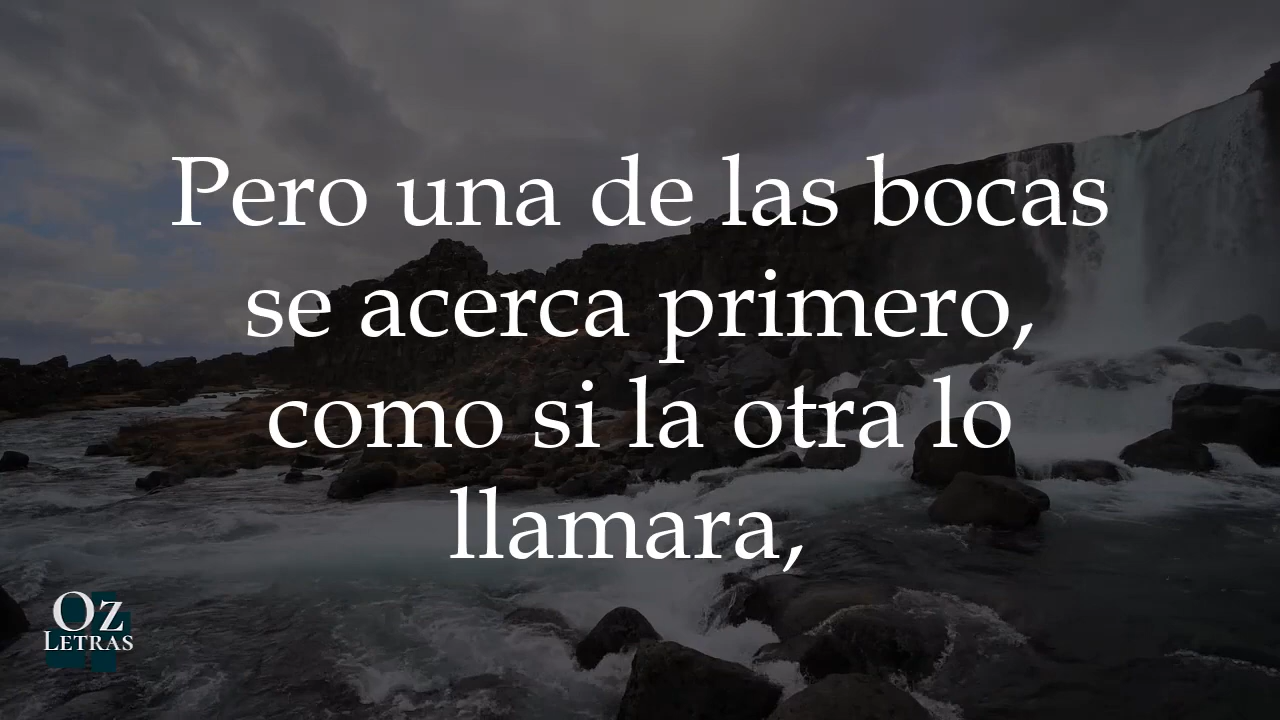 Pero una de las bocas
se acerca primero,
como si la otra lo
llamara,
Oz
Letras